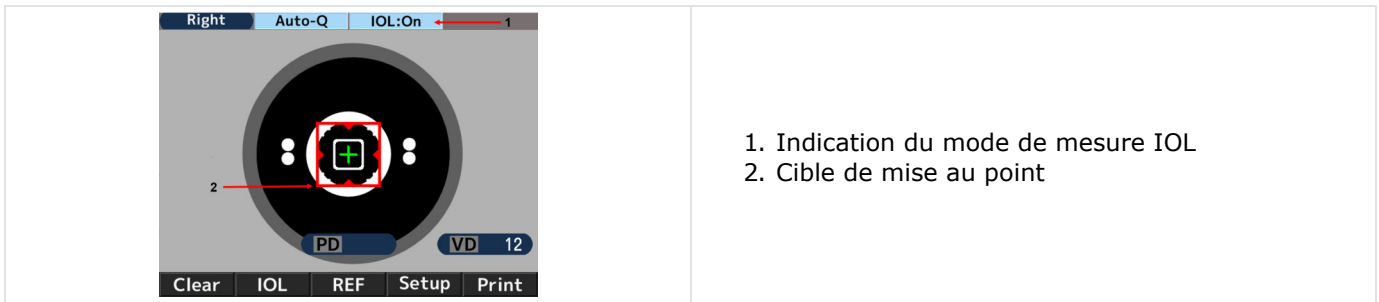 Right Auto-Q IOL:On 1
2
PD VD 12
Clear IOL REF Setup Print
1. Indication du mode de mesure IOL
2. Cible de mise au point